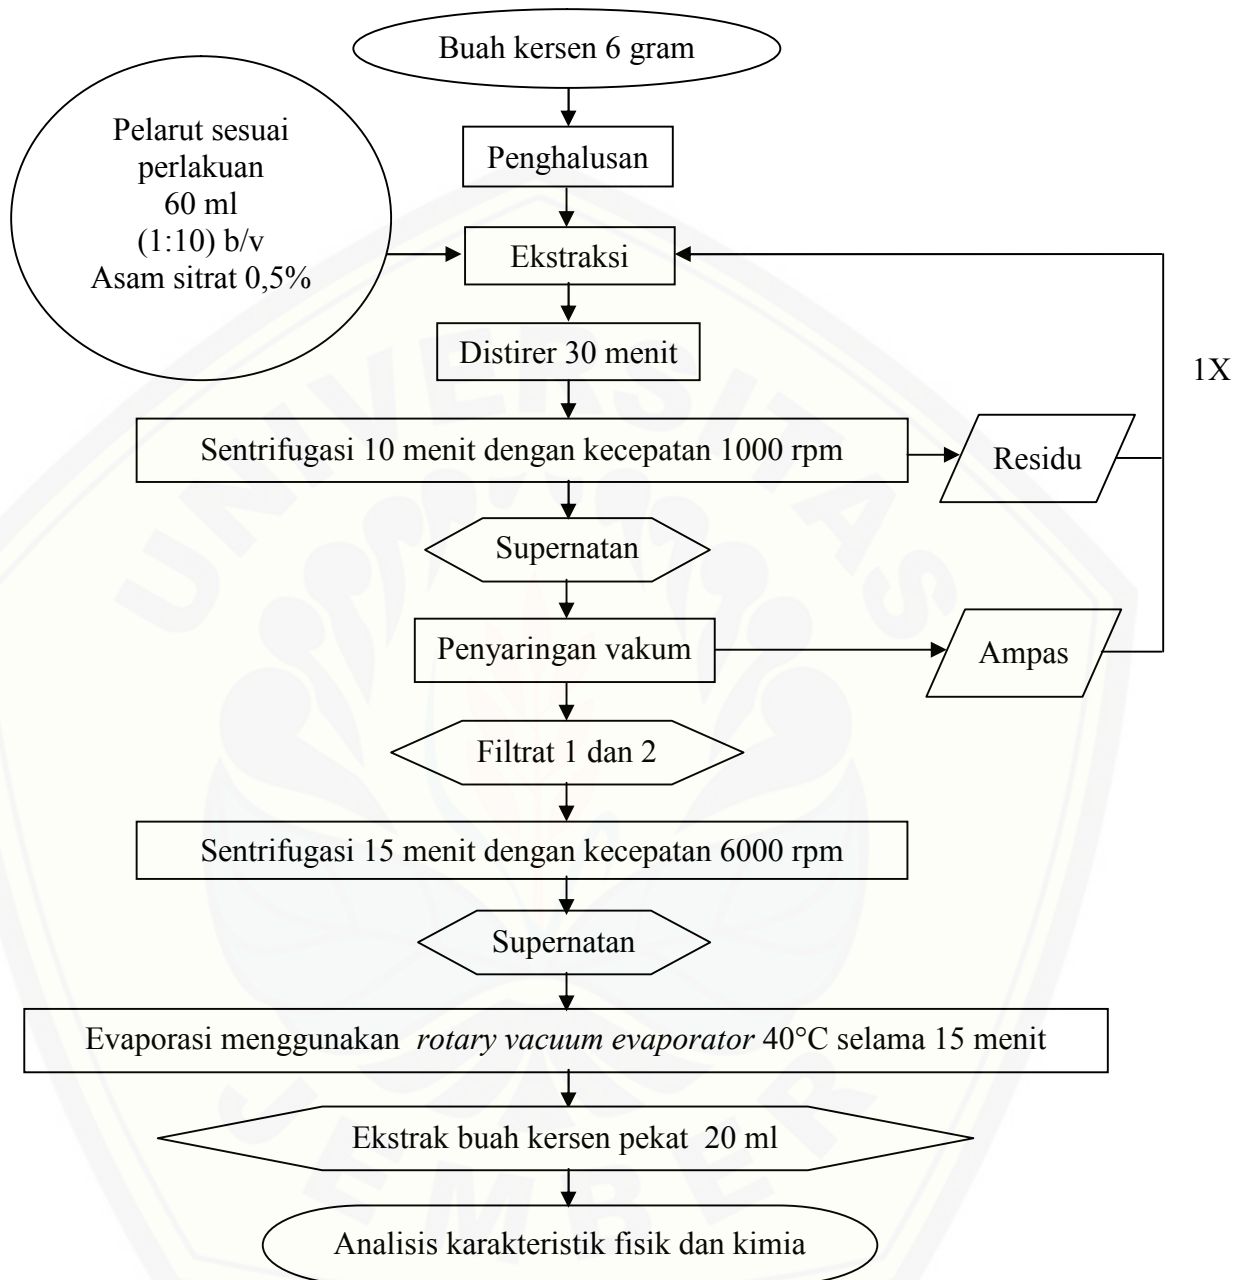 Buah kersen 6 gram
Pelarut sesuai
perlakuan
60 ml
(1:10) b/v
Asam sitrat 0,5%
Penghalusan
Ekstraksi
Distirer 30 menit
1X
Sentrifugasi 10 menit dengan kecepatan 1000 rpm
Residu
Supernatan
Penyaringan vakum
Ampas
Filtrat 1 dan 2
Sentrifugasi 15 menit dengan kecepatan 6000 rpm
Supernatan
Evaporasi menggunakan rotary vacuum evaporator 40°C selama 15 menit
Ekstrak buah kersen pekat 20 ml
Analisis karakteristik fisik dan kimia
UNIVERSITAS
JEMBER